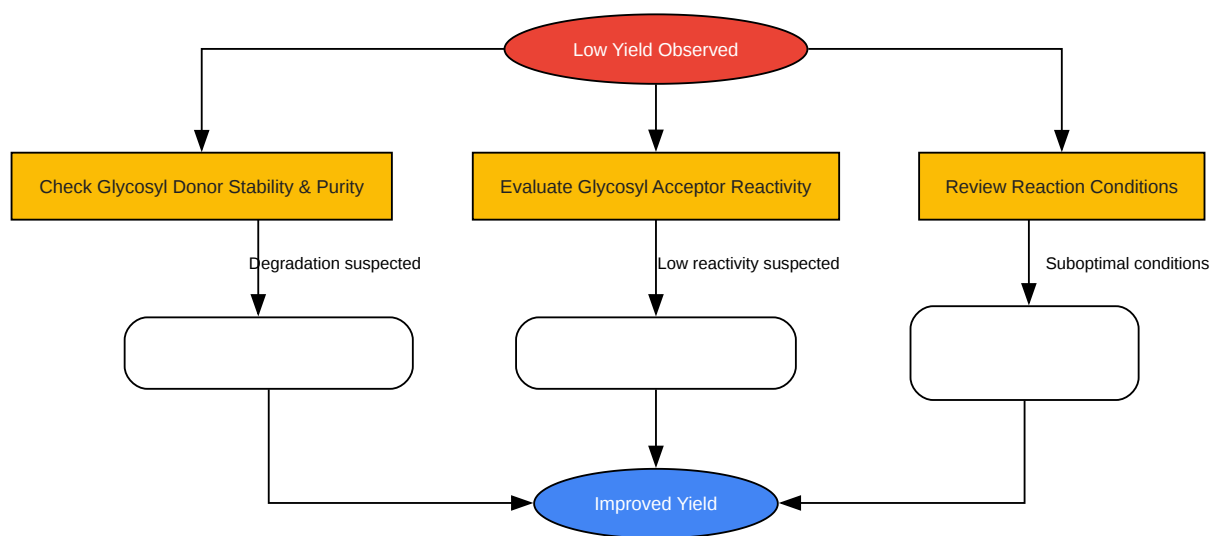 Low Yield Observed
Check Glycosyl Donor Stability & Purity
Evaluate Glycosyl Acceptor Reactivity
Review Reaction Conditions
Degradation suspected
Low reactivity suspected
Suboptimal conditions
Improved Yield